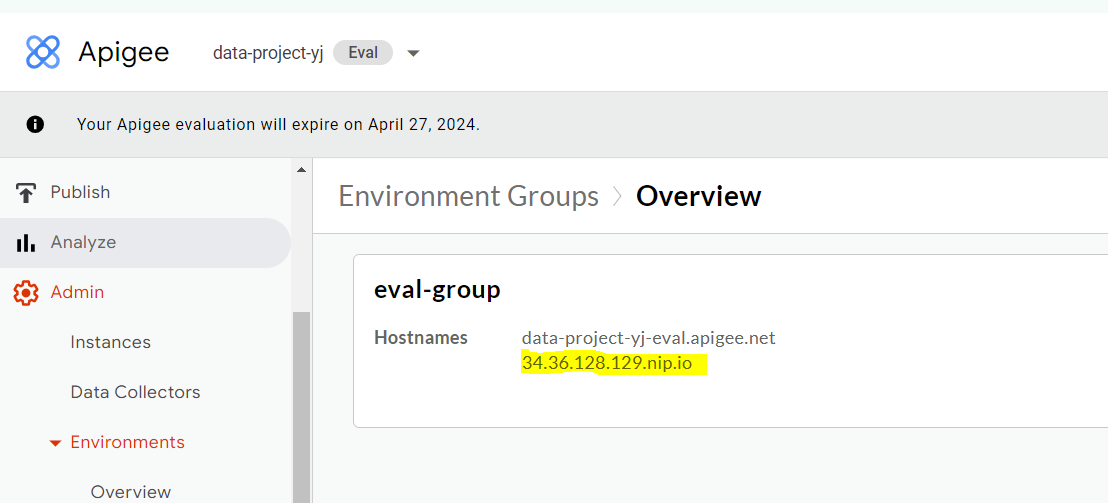 Apigee
data-project-yj Eval
Your Apigee evaluation will expire on April 27, 2024.
Publish
Analyze
Admin
Instances
Data Collectors
Environments
Overview
Environment Groups > Overview
eval-group
Hostnames data-project-yj-eval.apigee.net
34.36.128.129.nip.io